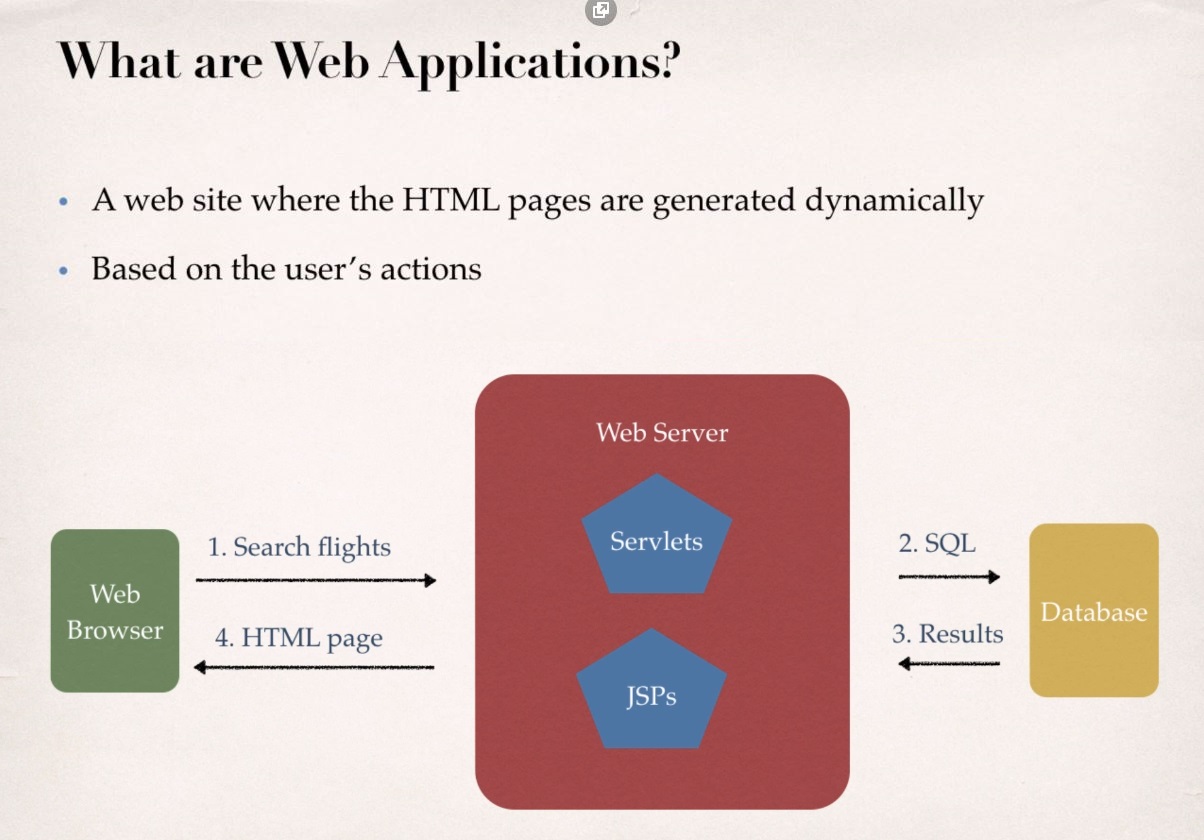 What are Web Applications?
• A web site where the HTML pages are generated dynamically
• Based on the user's actions
Web Server
Servlets
JSPs
Web
Browser
1. Search flights
4. HTML page
2. SQL
3. Results
Database